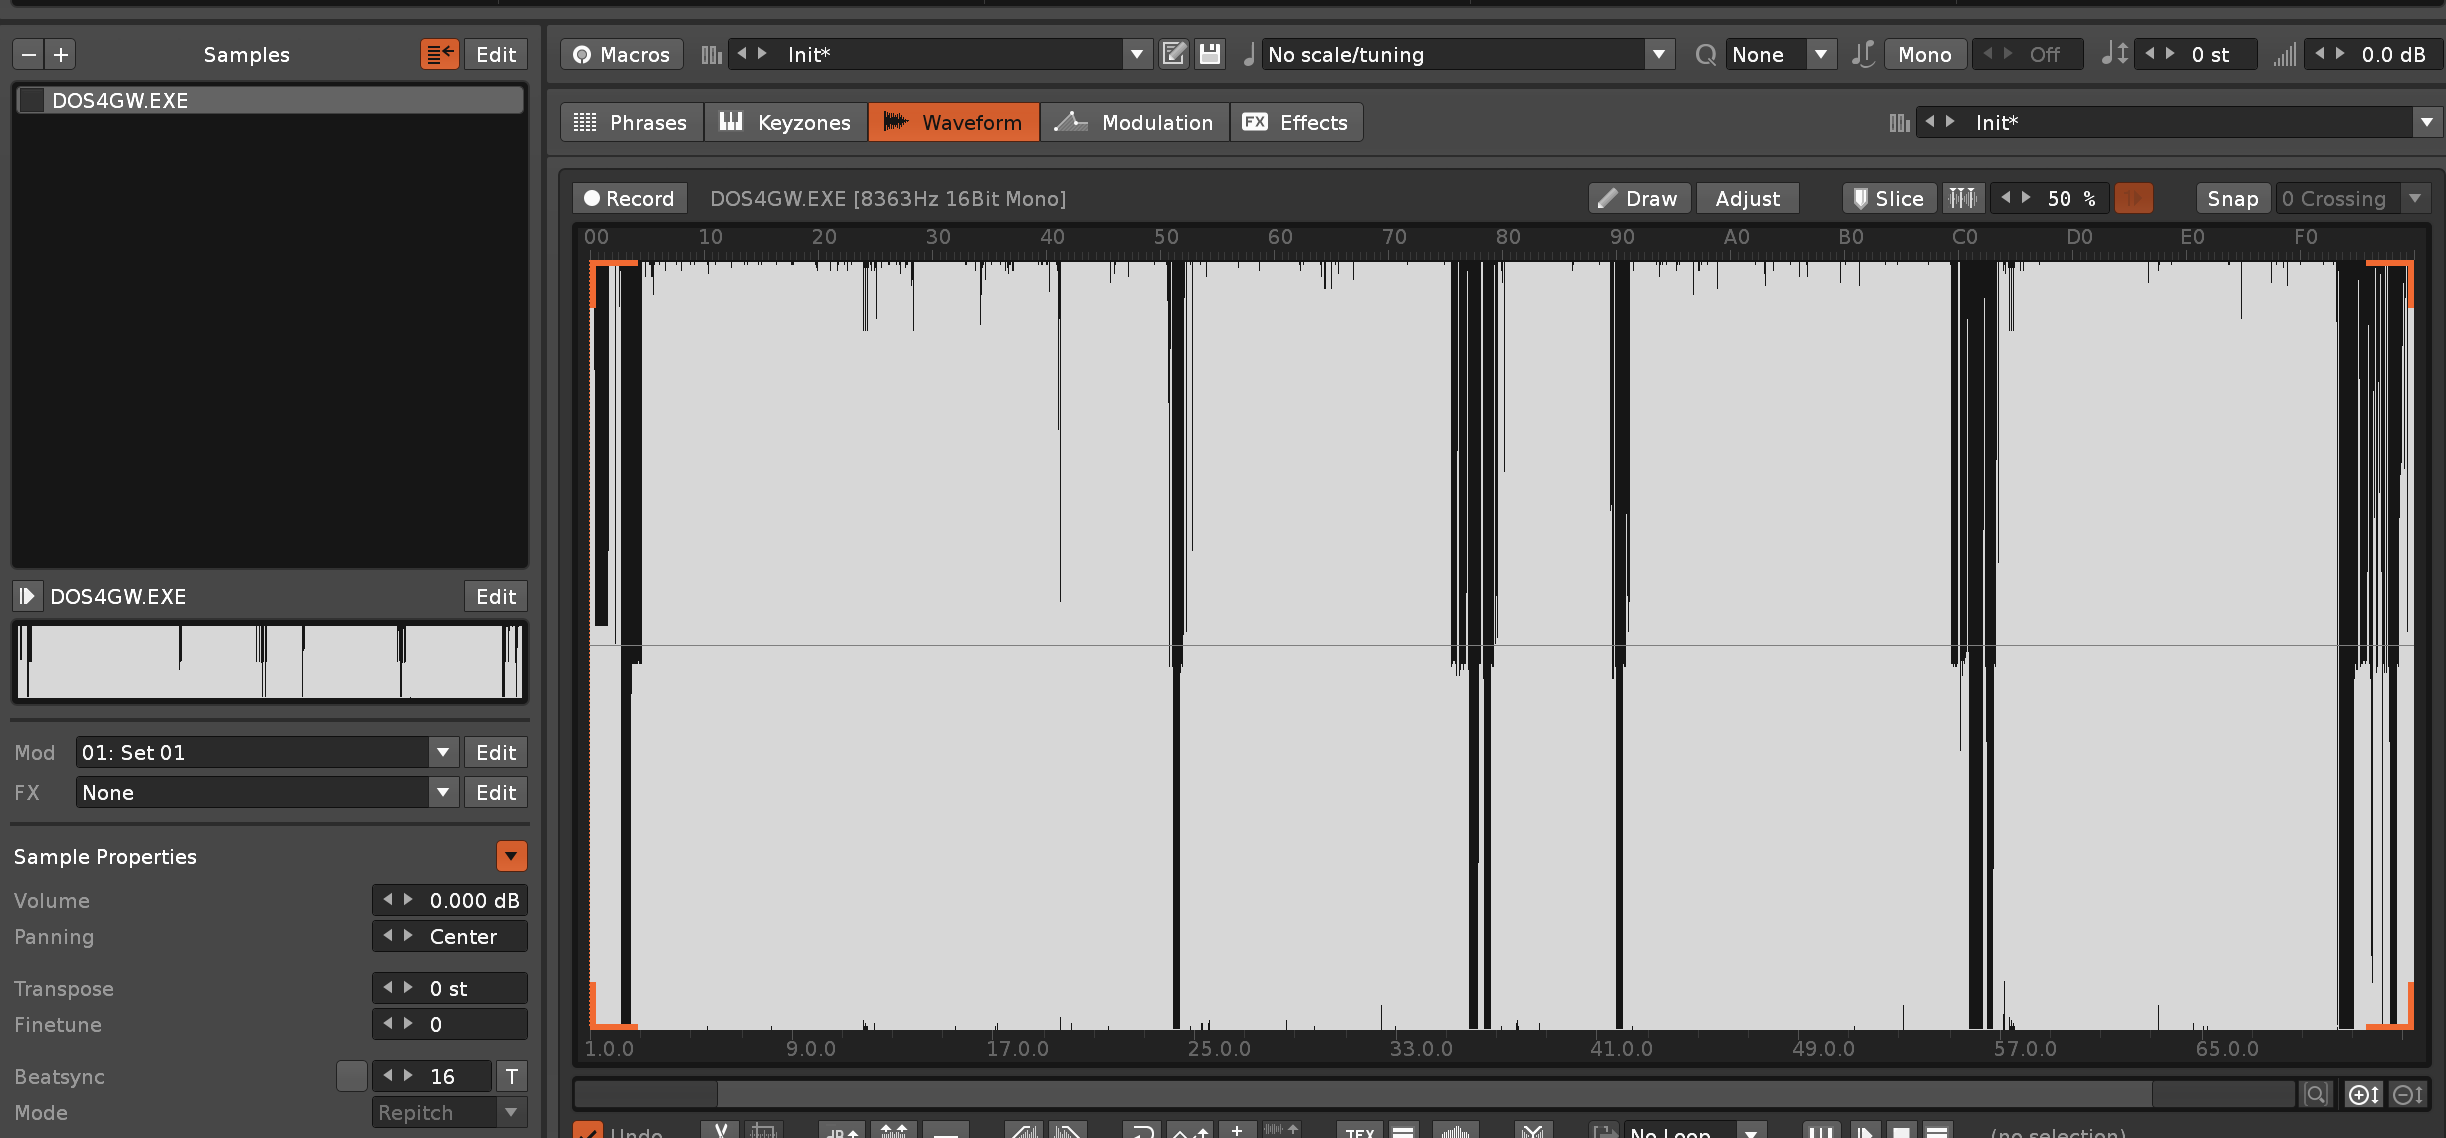 Samples
Edit
Macros
Init*
No scale/tuning
None
Mono
Off
0 st
0.0 dB
DOS4GW.EXE
Phrases
Keyzones
Waveform
Modulation
FX Effects
Init*
Record
DOS4GW.EXE [8363Hz 16Bit Mono]
Draw
Adjust
Slice
50 %
Snap
0 Crossing
00 10 20 30 40 50 60 70 80 90 A0 B0 C0 D0 E0 F0
DOS4GW.EXE
Edit
Mod
01: Set 01
Edit
FX
None
Edit
Sample Properties
Volume
0.000 dB
Panning
Center
Transpose
0 st
Finetune
0
1.0.0 9.0.0 17.0.0 25.0.0 33.0.0 41.0.0 49.0.0 57.0.0 65.0.0
Beatsync
16
T
Mode
Repitch
Undo
No Loop
(no selection)